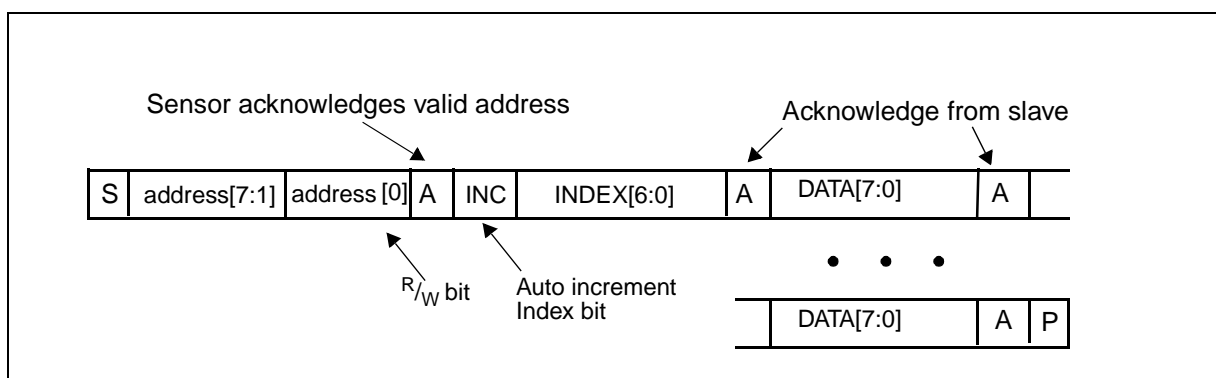 Sensor acknowledges valid address
Acknowledge from slave
S address[7:1] address [0] A INC INDEX[6:0] A DATA[7:0] A
R/W bit
Auto increment
Index bit
• • •
DATA[7:0] A P